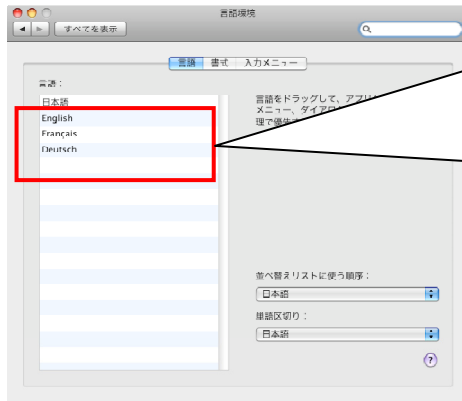 言語環境
すべてを表示
言語 書式 入力メニュー
言語：
日本語
English
Français
Deutsch
言語をドラッグして、アプリ
メニュー、ダイアロ
理で優先
並べ替えリストに使う順序：
日本語
単語区切り：
日本語
?